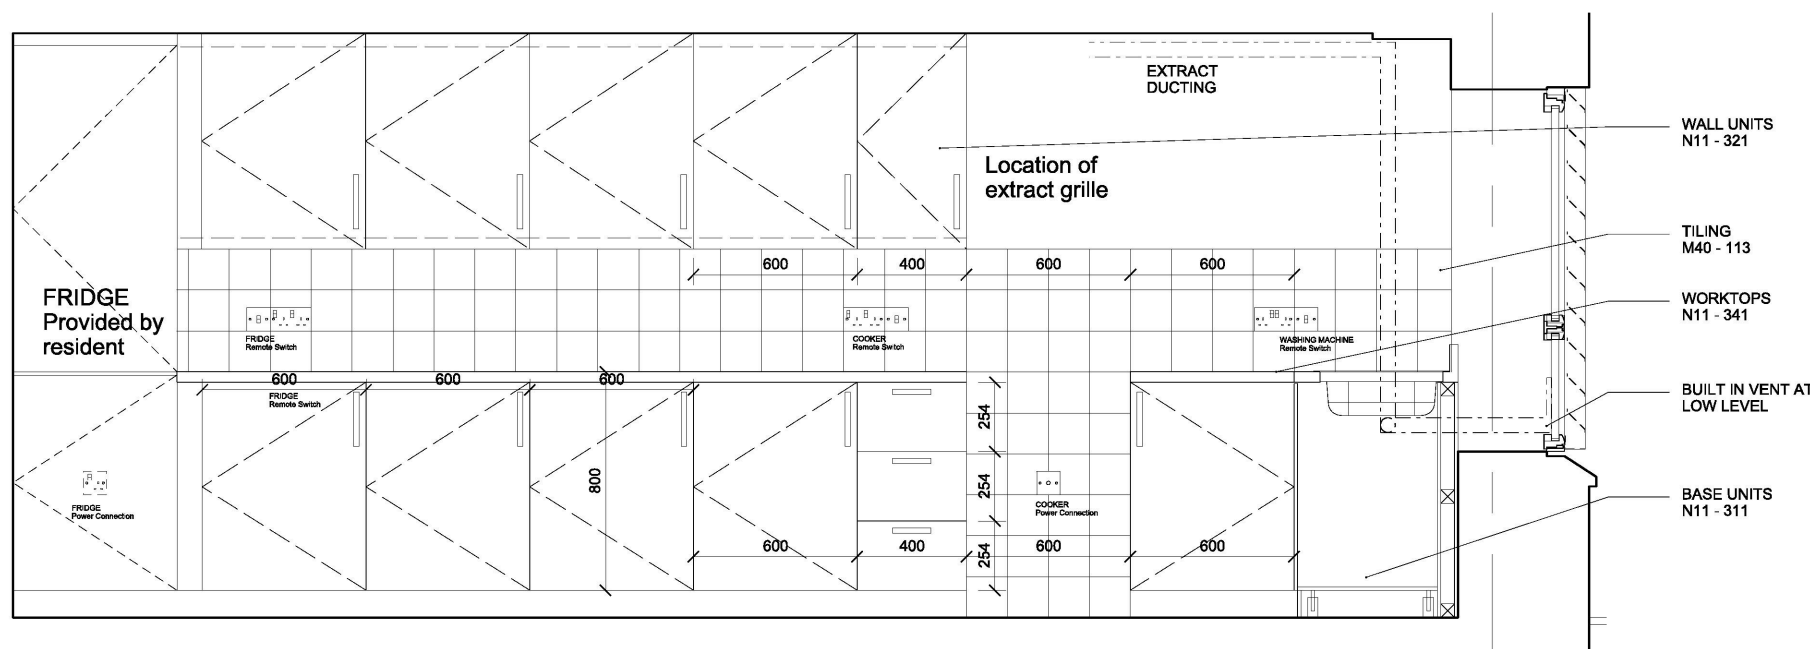 EXTRACT
DUCTING
WALL UNITS
N11 - 321
Location of
extract grille
TILING
M40 - 113
600
400
600
600
FRIDGE
Provided by
resident
WORKTOPS
N11 - 341
FRIDGE
Remote Switch
COOKER
Remote Switch
WASHING MACHINE
Remote Switch
600
600
600
FRIDGE
Remote Switch
BUILT IN VENT AT
LOW LEVEL
254
800
254
FRIDGE
Power Connection
COOKER
Power Connection
BASE UNITS
N11 - 311
600
400
254
600
600